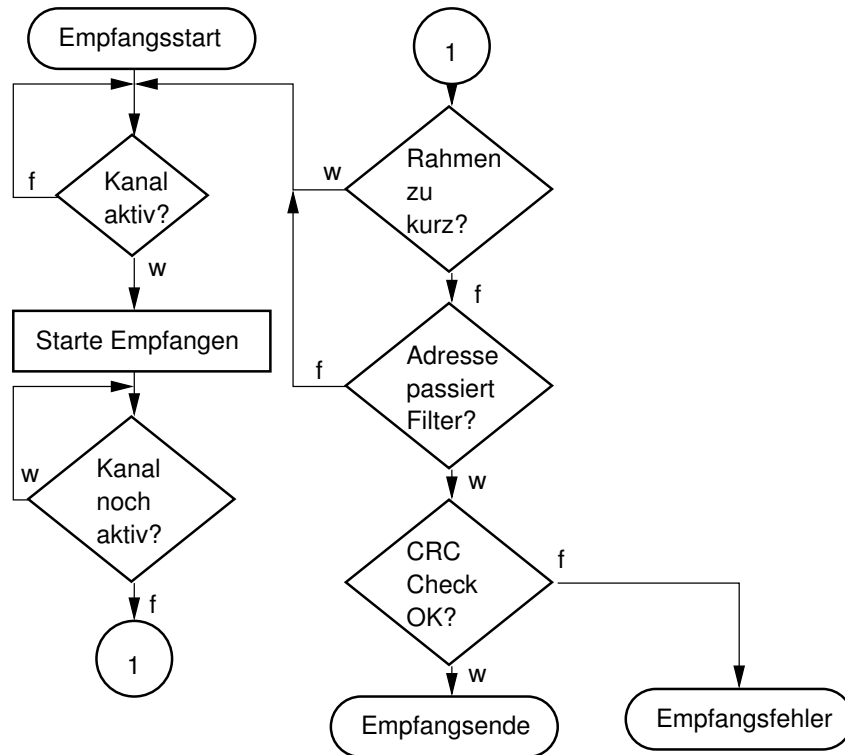 Empfangsstart
f
Kanal
aktiv?
w
Starte Empfangen
w
Kanal
noch
aktiv?
f
1
1
w
Rahmen
zu
kurz?
f
f
Adresse
passiert
Filter?
w
CRC
Check
OK?
f
w
Empfangsende
Empfangsfehler